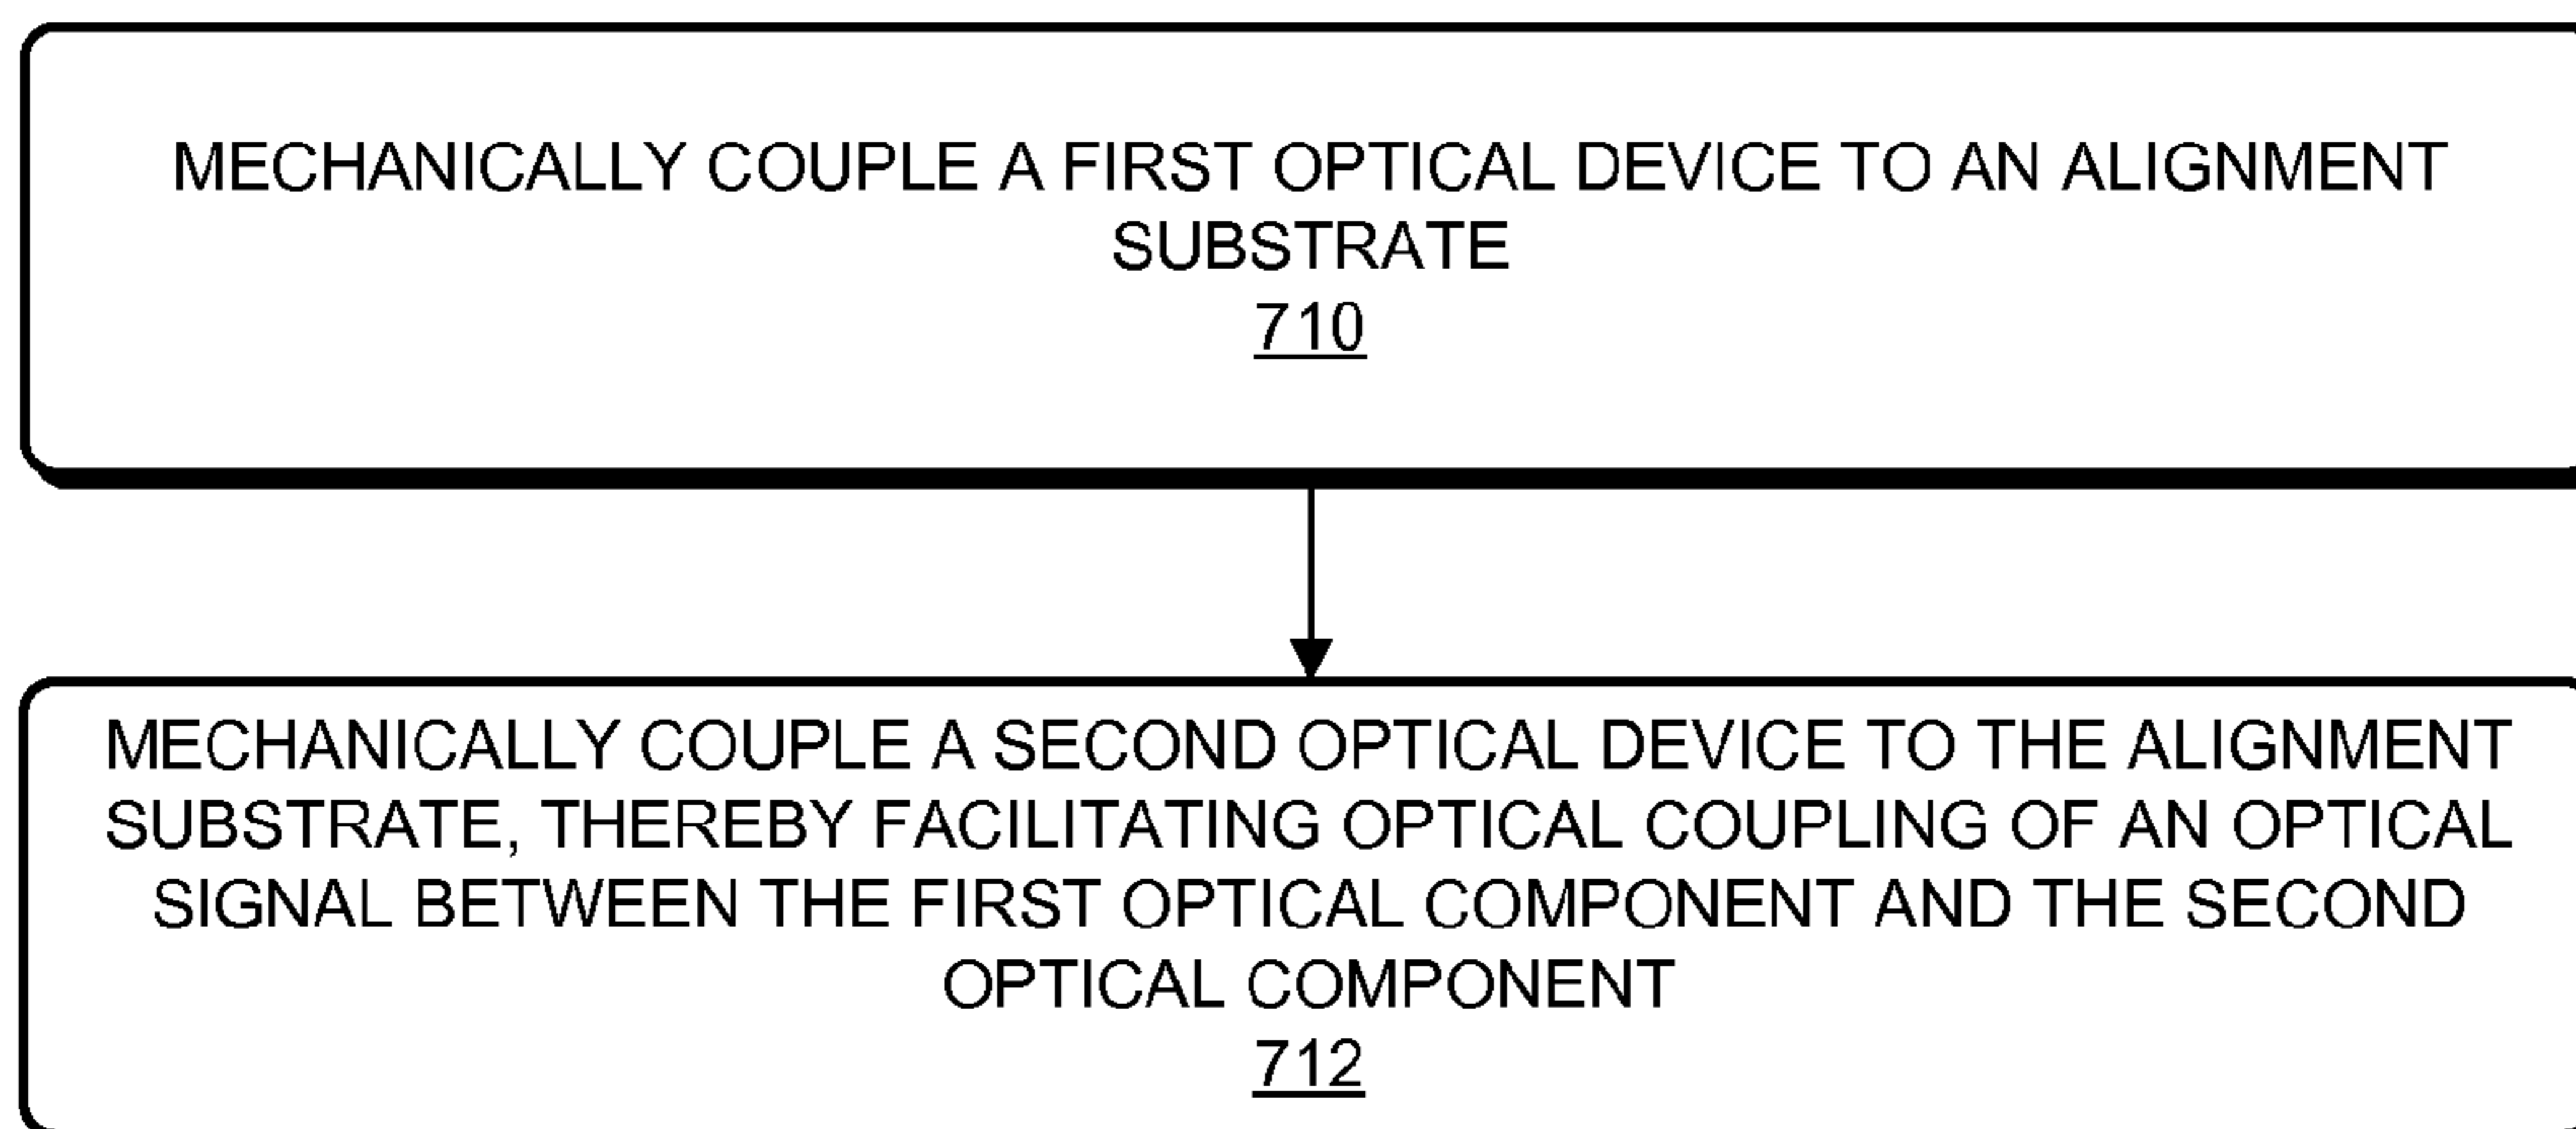 MECHANICALLY COUPLE A FIRST OPTICAL DEVICE TO AN ALIGNMENT
SUBSTRATE
710
MECHANICALLY COUPLE A SECOND OPTICAL DEVICE TO THE ALIGNMENT
SUBSTRATE, THEREBY FACILITATING OPTICAL COUPLING OF AN OPTICAL
SIGNAL BETWEEN THE FIRST OPTICAL COMPONENT AND THE SECOND
OPTICAL COMPONENT
712